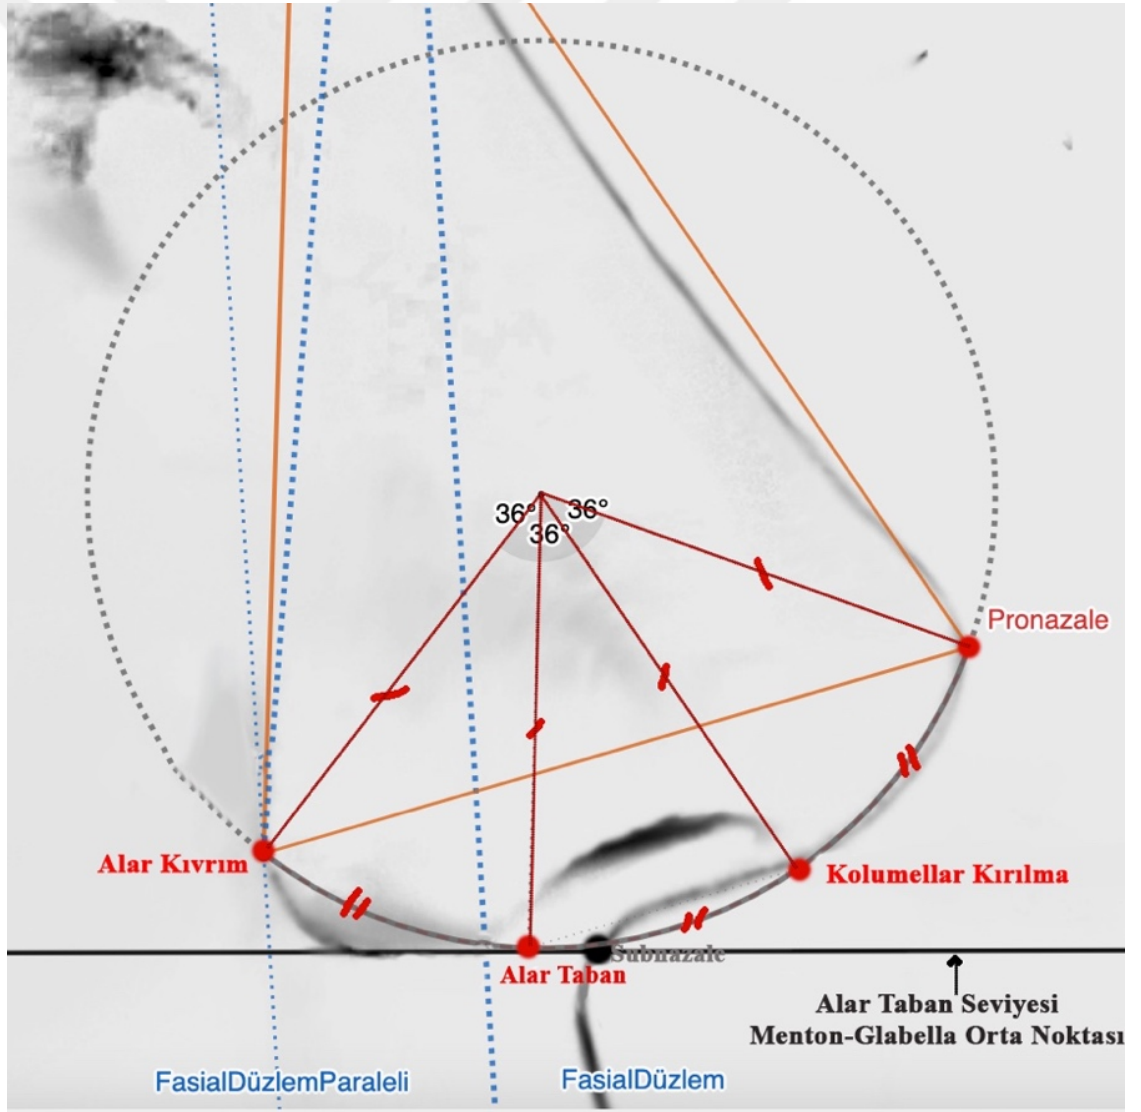 36° 36°
36°
Pronazale
Alar Kıvrım
Kolumellar Kırılma
Subnazale
Alar Taban
Alar Taban Seviyesi
Menton-Glabella Orta Noktası
FasialDüzlemParaleli
FasialDüzlem